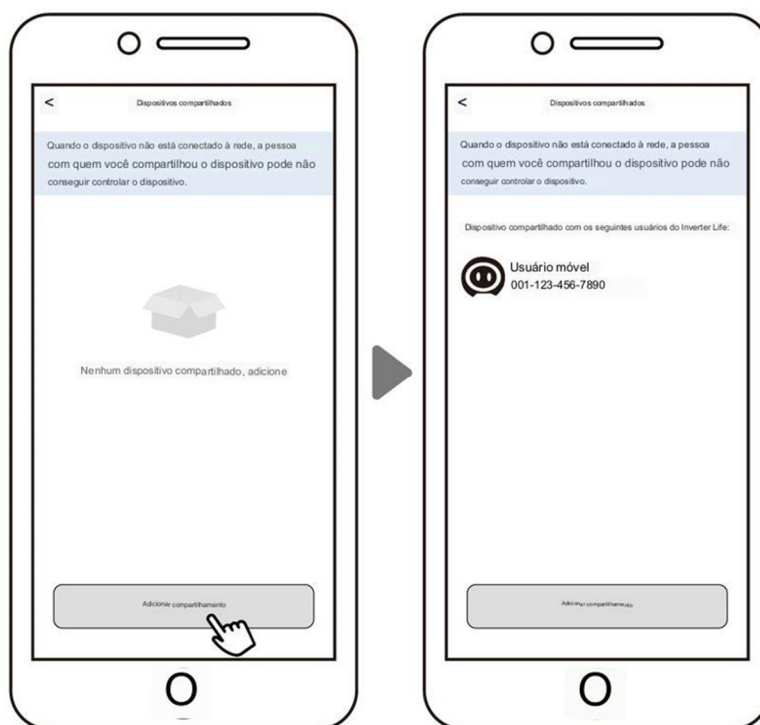 <
Dispositivos compartilhados
Quando o dispositivo não está conectado à rede, a pessoa
com quem você compartilhou o dispositivo pode não
conseguir controlar o dispositivo.
Nenhum dispositivo compartilhado, adicione
Adicionar compartilhamento
<
Dispositivos compartilhados
Quando o dispositivo não está conectado à rede, a pessoa
com quem você compartilhou o dispositivo pode não
conseguir controlar o dispositivo.
Dispositivo compartilhado com os seguintes usuários do Inverter Life:
Usuário móvel
001-123-456-7890
Adicionar compartilhamento